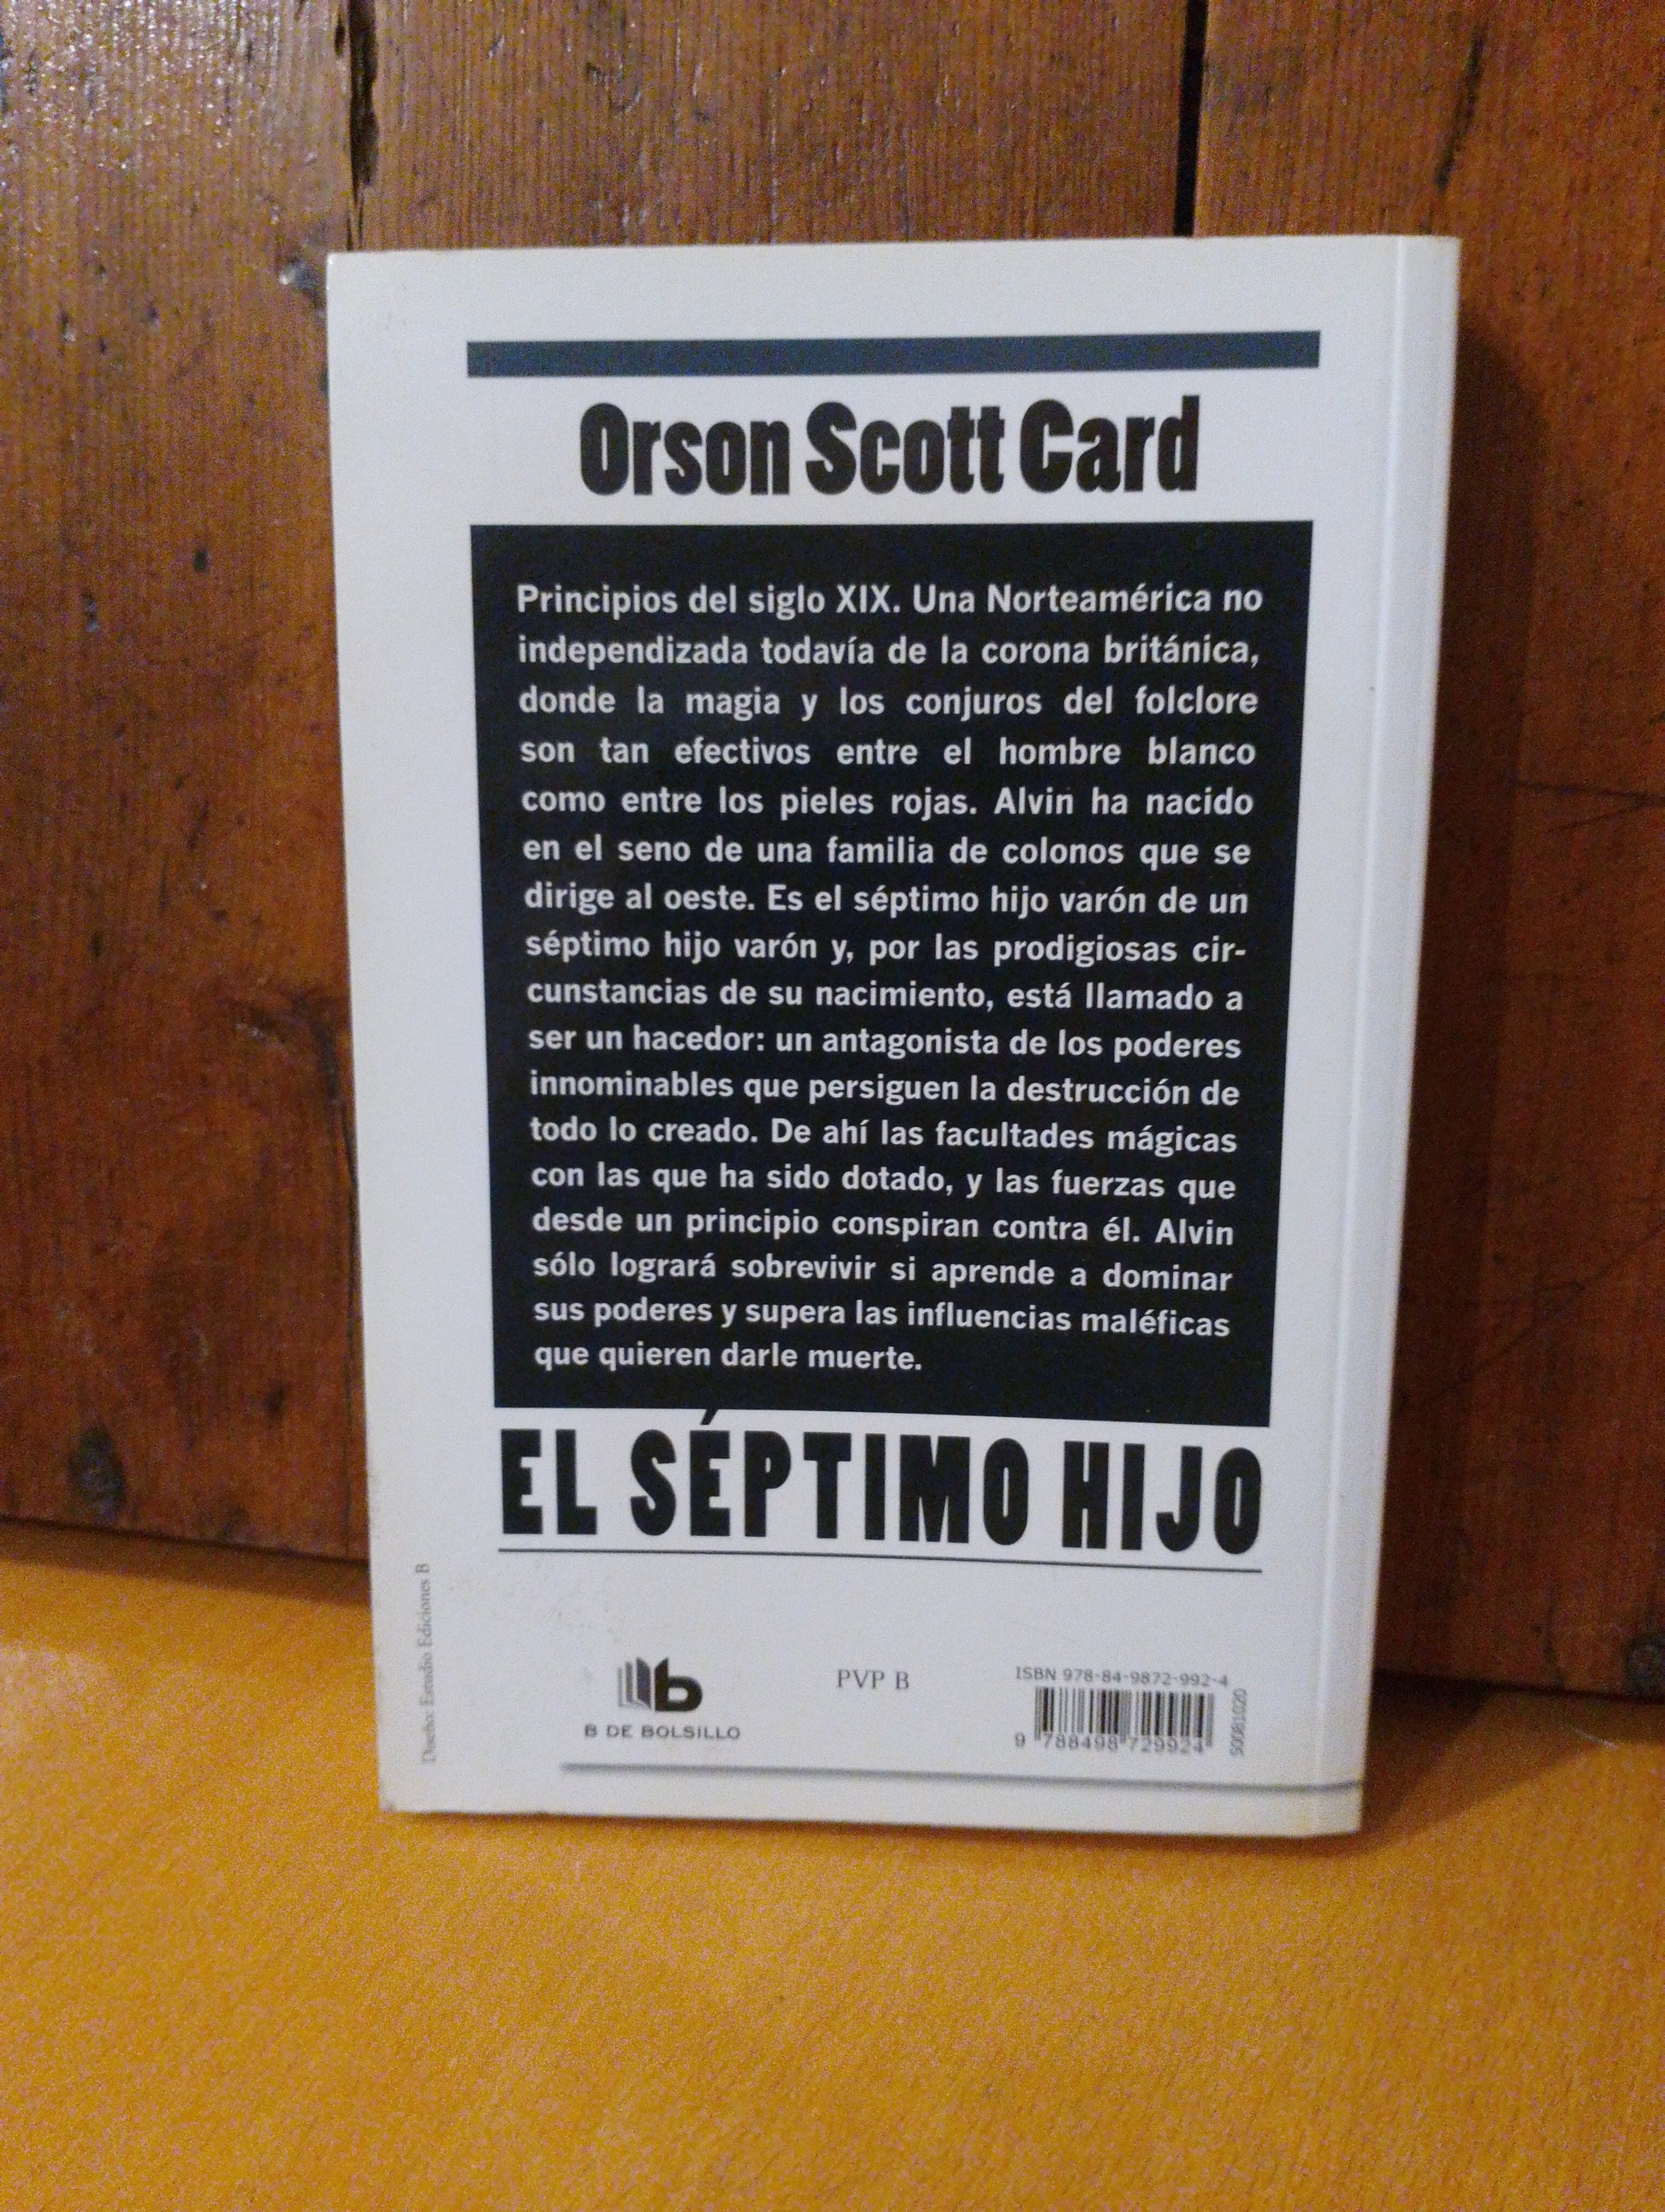 Orson Scott Card
Principios del siglo XIX. Una Norteamérica no
independizada todavía de la corona británica,
donde la magia y los conjuros del folclore
son tan efectivos entre el hombre blanco
como entre los pieles rojas. Alvin ha nacido
en el seno de una familia de colonos que se
dirige al oeste. Es el séptimo hijo varón de un
séptimo hijo varón y, por las prodigiosas cir-
cunstancias de su nacimiento, está llamado a
ser un hacedor: un antagonista de los poderes
innominables que persiguen la destrucción de
todo lo creado. De ahí las facultades mágicas
con las que ha sido dotado, y las fuerzas que
desde un principio conspiran contra él. Alvin
sólo logrará sobrevivir si aprende a dominar
sus poderes y supera las influencias maléficas
que quieren darle muerte.
EL SÉPTIMO HIJO
Diseño: Estudio Ediciones B
b
B DE BOLSILLO
PVP B
ISBN 978-84-9872-992-4
9 788498 729924
50081020